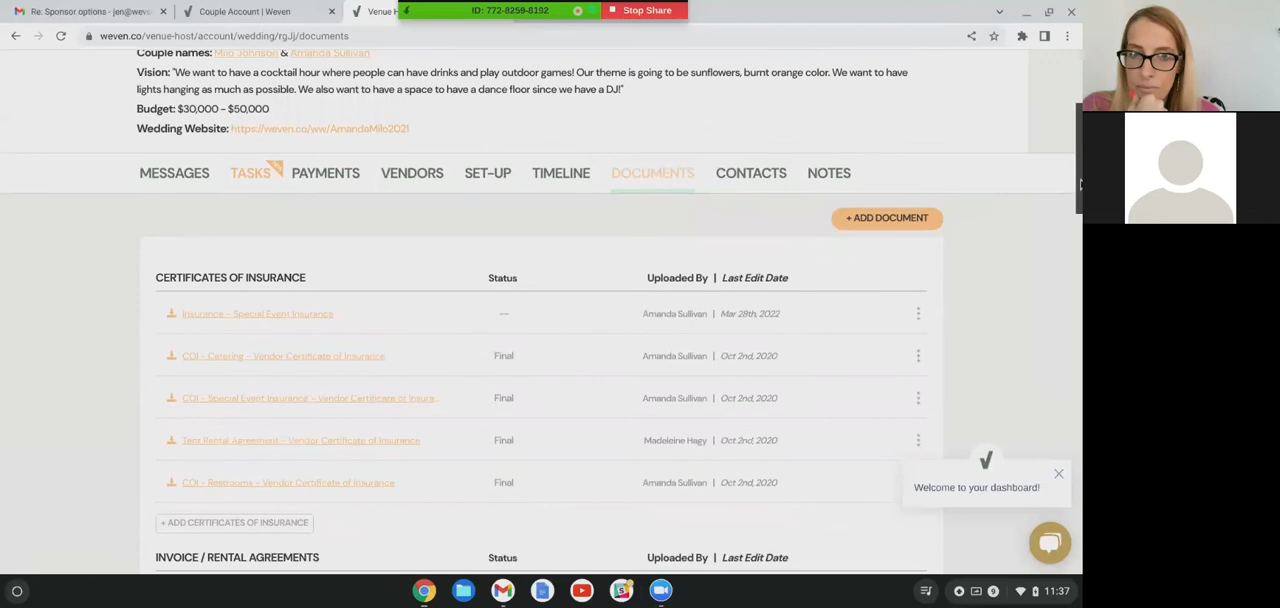 Re: Sponsor options - jen@weve
Couple Account | Weven
Venue H
ID: 772-8259-8192
Stop Share
weven.co/venue-host/account/wedding/rgJj/documents
Couple names: Milo Johnson & Amanda Sullivan
Vision: "We want to have a cocktail hour where people can have drinks and play outdoor games! Our theme is going to be sunflowers, burnt orange color. We want to have
lights hanging as much as possible. We also want to have a space to have a dance floor since we have a DJ!"
Budget: $30,000 - $50,000
Wedding Website: https://weven.co/ww/AmandaMilo2021
MESSAGES TASKS PAYMENTS VENDORS SET-UP TIMELINE DOCUMENTS CONTACTS NOTES
+ ADD DOCUMENT
CERTIFICATES OF INSURANCE Status Uploaded By | Last Edit Date
Insurance - Special Event Insurance -- Amanda Sullivan | Mar 28th, 2022
COI - Catering - Vendor Certificate of Insurance Final Amanda Sullivan | Oct 2nd, 2020
COI - Special Event Insurance - Vendor Certificate or Insura... Final Amanda Sullivan | Oct 2nd, 2020
Tent Rental Agreement - Vendor Certificate of Insurance Final Madeleine Hagy | Oct 2nd, 2020
COI - Restrooms - Vendor Certificate of Insurance Final Amanda Sullivan | Oct 2nd, 2020
Welcome to your dashboard!
+ ADD CERTIFICATES OF INSURANCE
INVOICE / RENTAL AGREEMENTS Status Uploaded By | Last Edit Date
9 11:37